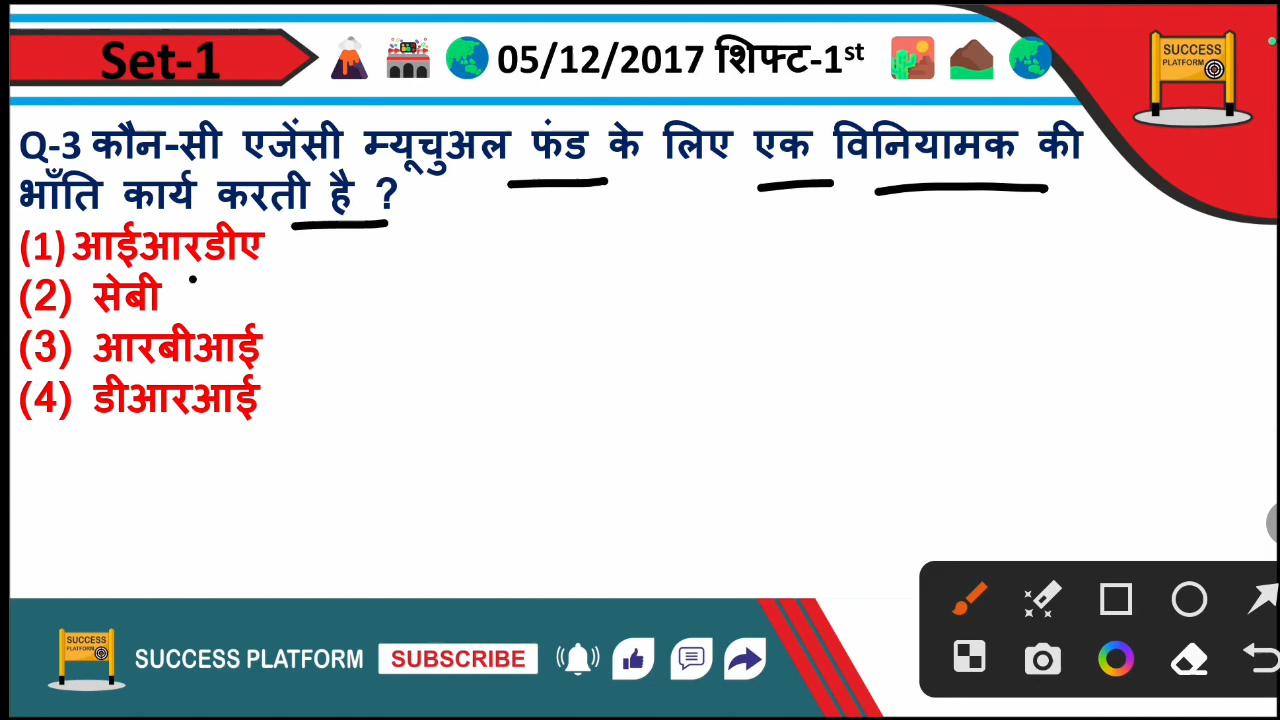 Set-1
05/12/2017 शिफ्ट-1st
SUCCESS
PLATFORM
Q-3 कौन-सी एजेंसी म्यूचुअल फंड के लिए एक विनियामक की
भाँति कार्य करती है ?
(1) आईआरडीए
(2) सेबी
(3) आरबीआई
(4) डीआरआई
SUCCESS
PLATFORM
SUCCESS PLATFORM
SUBSCRIBE